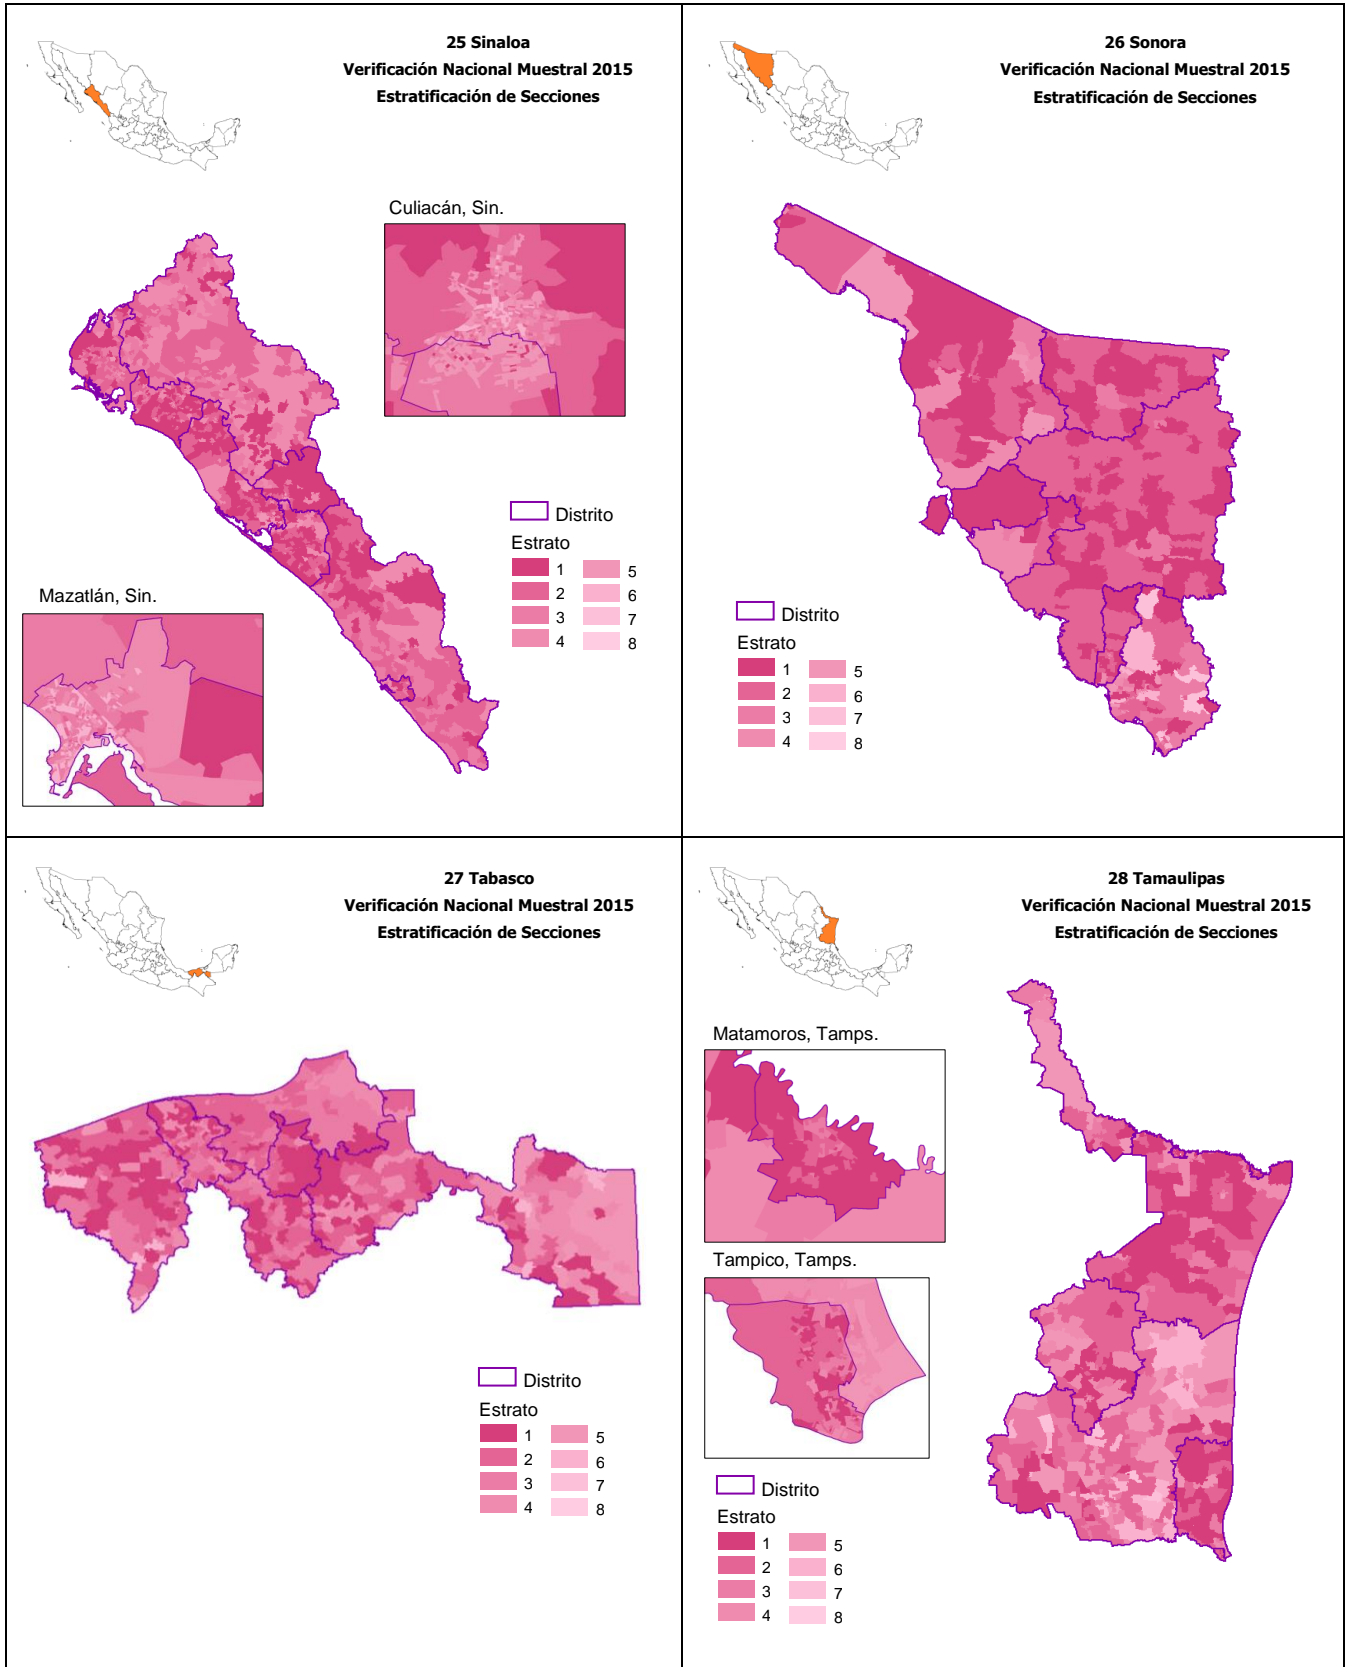 25 Sinaloa
Verificación Nacional Muestral 2015
Estratificación de Secciones
Culiacán, Sin.
Distrito
Estrato
1 5
2 6
3 7
4 8
Mazatlán, Sin.
26 Sonora
Verificación Nacional Muestral 2015
Estratificación de Secciones
Distrito
Estrato
1 5
2 6
3 7
4 8
27 Tabasco
Verificación Nacional Muestral 2015
Estratificación de Secciones
Distrito
Estrato
1 5
2 6
3 7
4 8
28 Tamaulipas
Verificación Nacional Muestral 2015
Estratificación de Secciones
Matamoros, Tamps.
Tampico, Tamps.
Distrito
Estrato
1 5
2 6
3 7
4 8